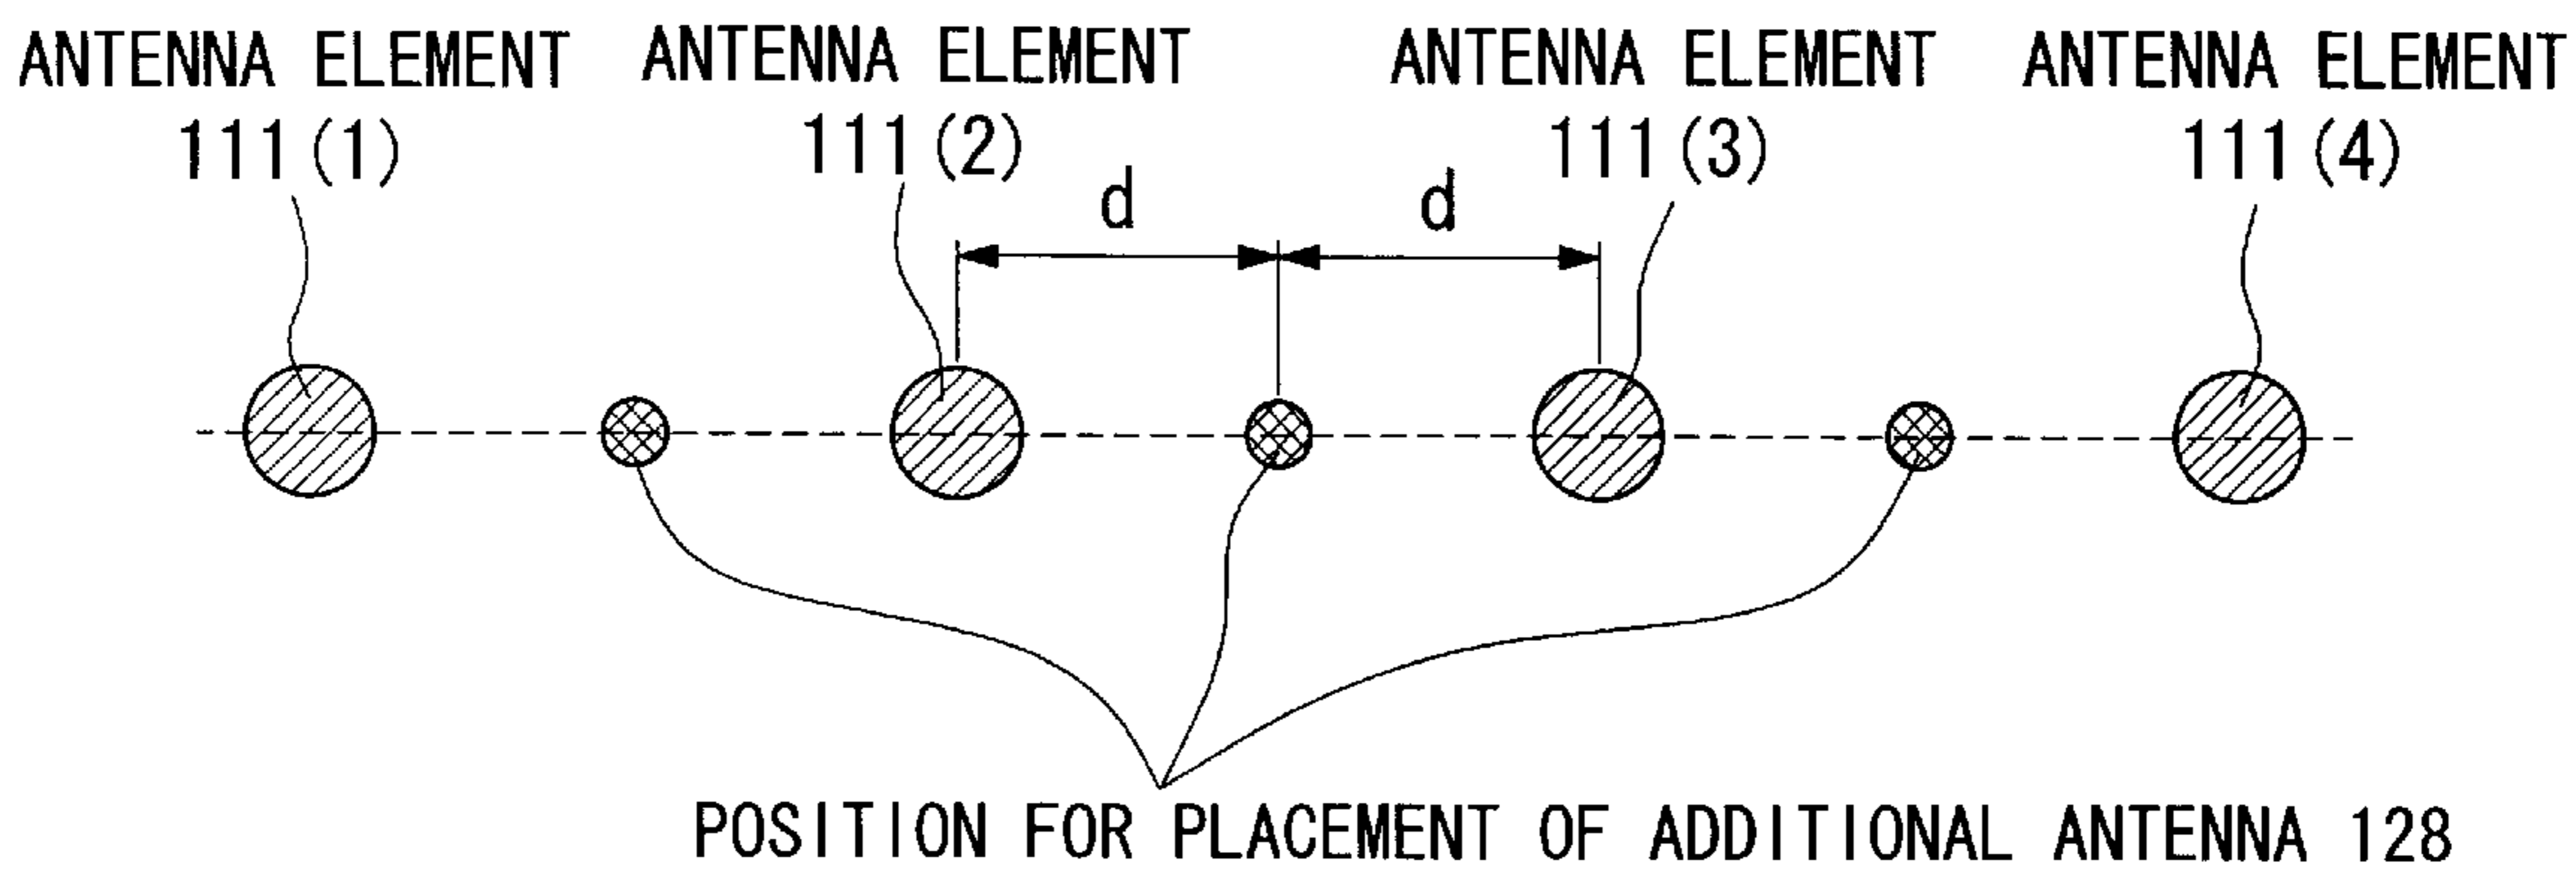 ANTENNA ELEMENT 111(1)
ANTENNA ELEMENT 111(2)
ANTENNA ELEMENT 111(3)
ANTENNA ELEMENT 111(4)
d
d
POSITION FOR PLACEMENT OF ADDITIONAL ANTENNA 128